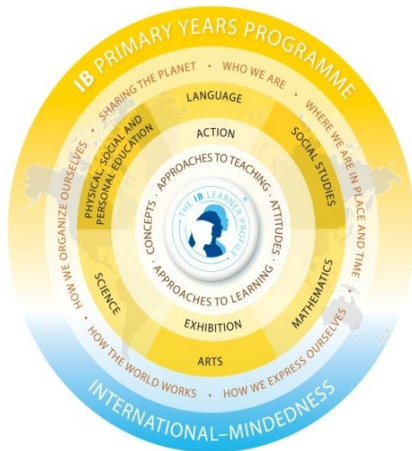 IB PRIMARY YEARS PROGRAMME
SHARING THE PLANET • WHO WE ARE • WHERE WE ARE IN PLACE AND TIME
LANGUAGE
PHYSICAL, SOCIAL AND
PERSONAL EDUCATION
SOCIAL STUDIES
ACTION
CONCEPTS · APPROACHES TO TEACHING · ATTITUDES ·
THE IB LEARNER PROFILE
APPROACHES TO LEARNING ·
SCIENCE
MATHEMATICS
EXHIBITION
ARTS
HOW WE ORGANIZE OURSELVES • HOW THE WORLD WORKS • HOW WE EXPRESS OURSELVES
INTERNATIONAL–MINDEDNESS